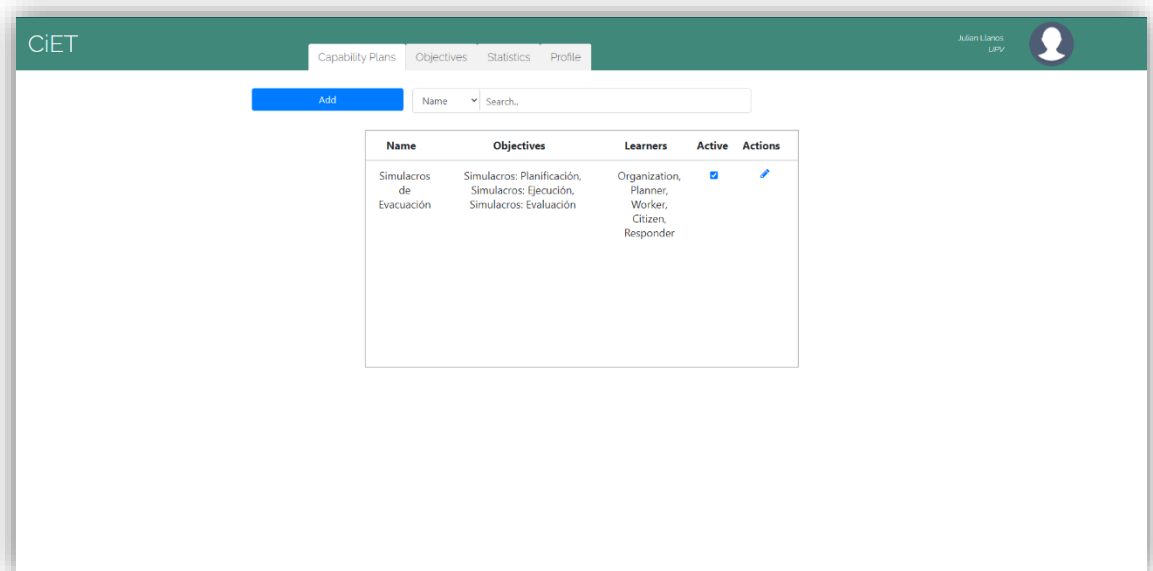 CiET
Julian Llanos
UPV
Capability Plans Objectives Statistics Profile
Add Name Search..
Name Objectives Learners Active Actions
Simulacros Simulacros: Planificación, Organization,
de Simulacros: Ejecución, Planner,
Evacuación Simulacros: Evaluación Worker,
Citizen,
Responder